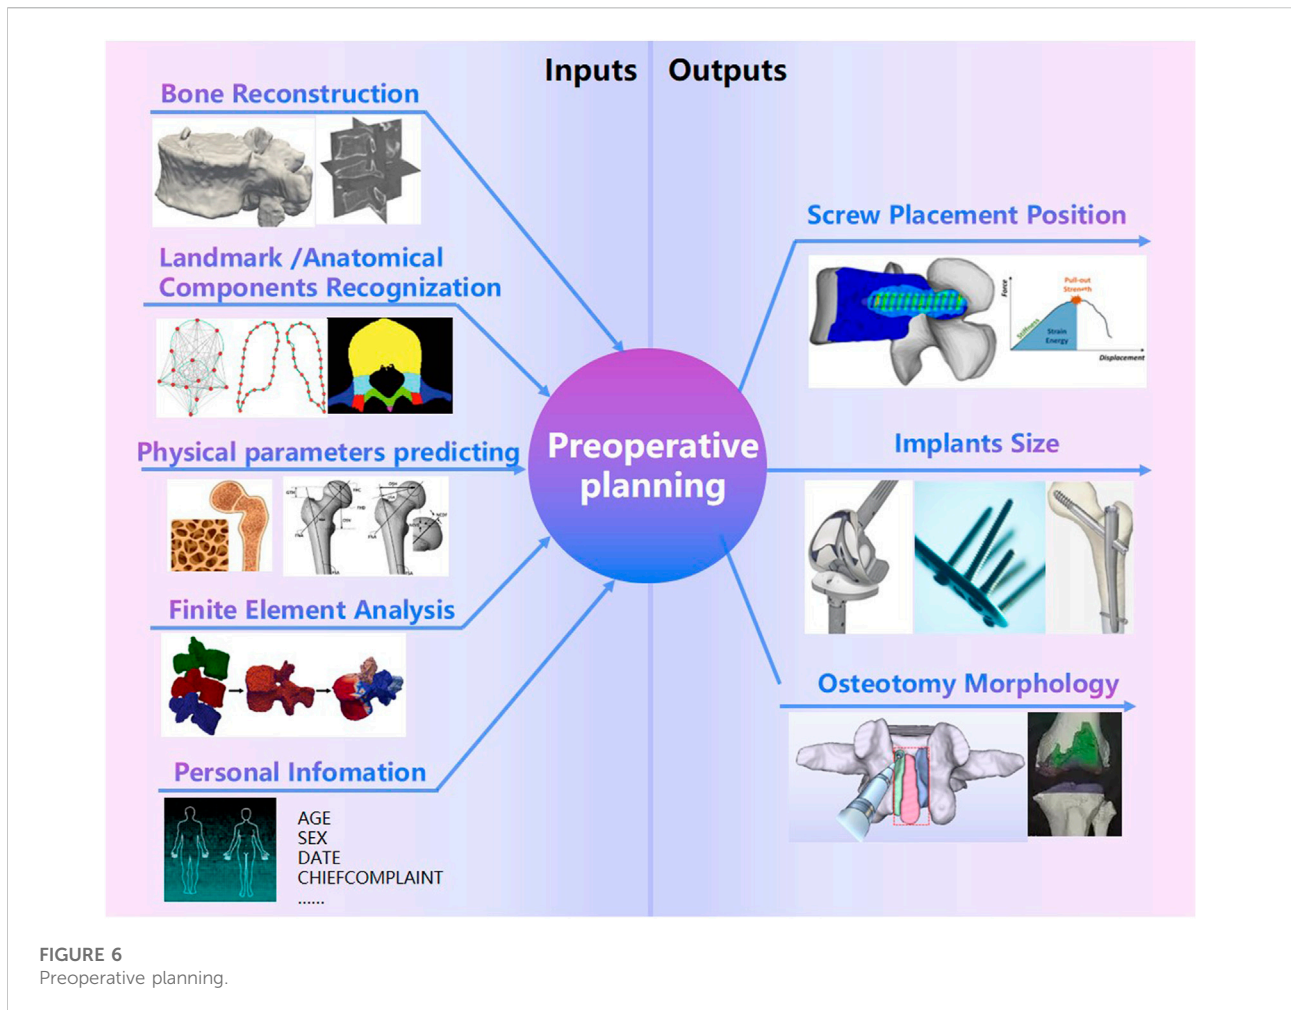 Inputs
Outputs
Bone Reconstruction
Landmark /Anatomical
Components Recognization
Physical parameters predicting
Finite Element Analysis
Personal Infomation
AGE
SEX
DATE
CHIEFCOMPLAINT
......
Preoperative
planning
Screw Placement Position
Force
Pull-out
Strength
Stiffness
Strain
Energy
Displacement
Implants Size
Osteotomy Morphology
FIGURE 6
Preoperative planning.